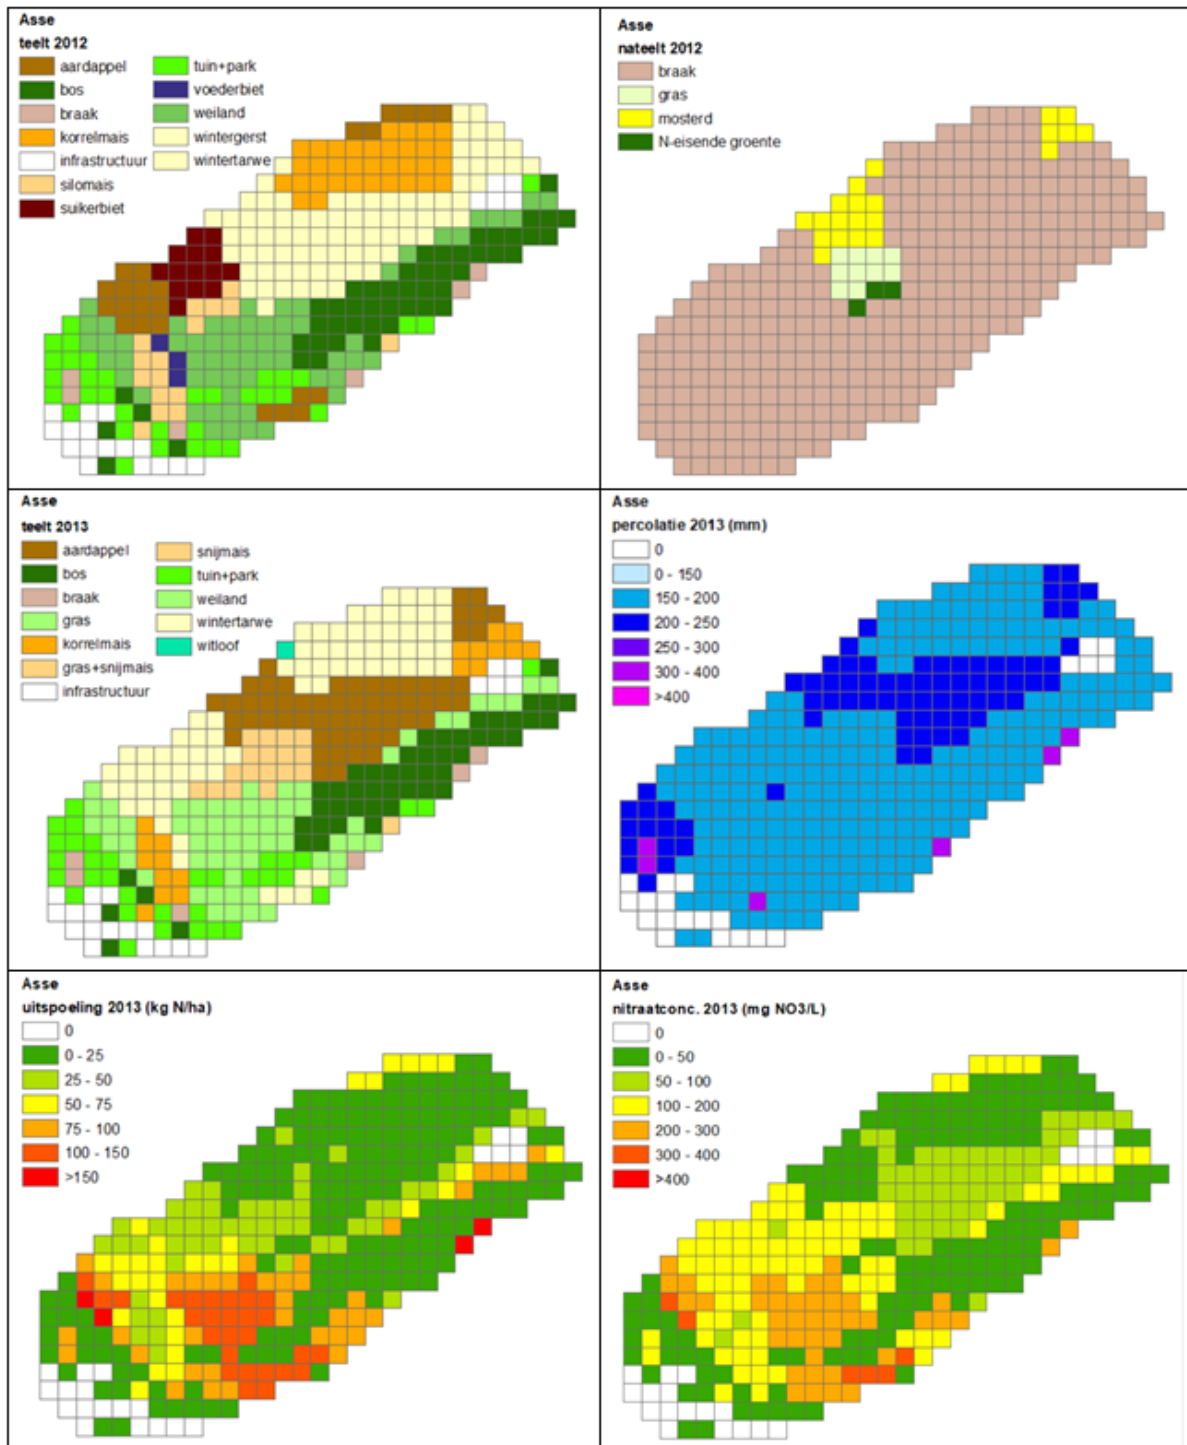 Asse
teelt 2012
aardappel
bos
braak
korrelmais
infrastructuur
silomais
suikerbiet
tuin+park
voederbiet
weiland
wintergerst
wintertarwe
Asse
nateelt 2012
braak
gras
mosterd
N-eisende groente
Asse
teelt 2013
aardappel
bos
braak
gras
korrelmais
gras+snijmais
infrastructuur
snijmais
tuin+park
weiland
wintertarwe
witloof
Asse
percolatie 2013 (mm)
0
0 - 150
150 - 200
200 - 250
250 - 300
300 - 400
>400
Asse
uitspoeling 2013 (kg N/ha)
0
0 - 25
25 - 50
50 - 75
75 - 100
100 - 150
>150
Asse
nitraatconc. 2013 (mg NO3/L)
0
0 - 50
50 - 100
100 - 200
200 - 300
300 - 400
>400